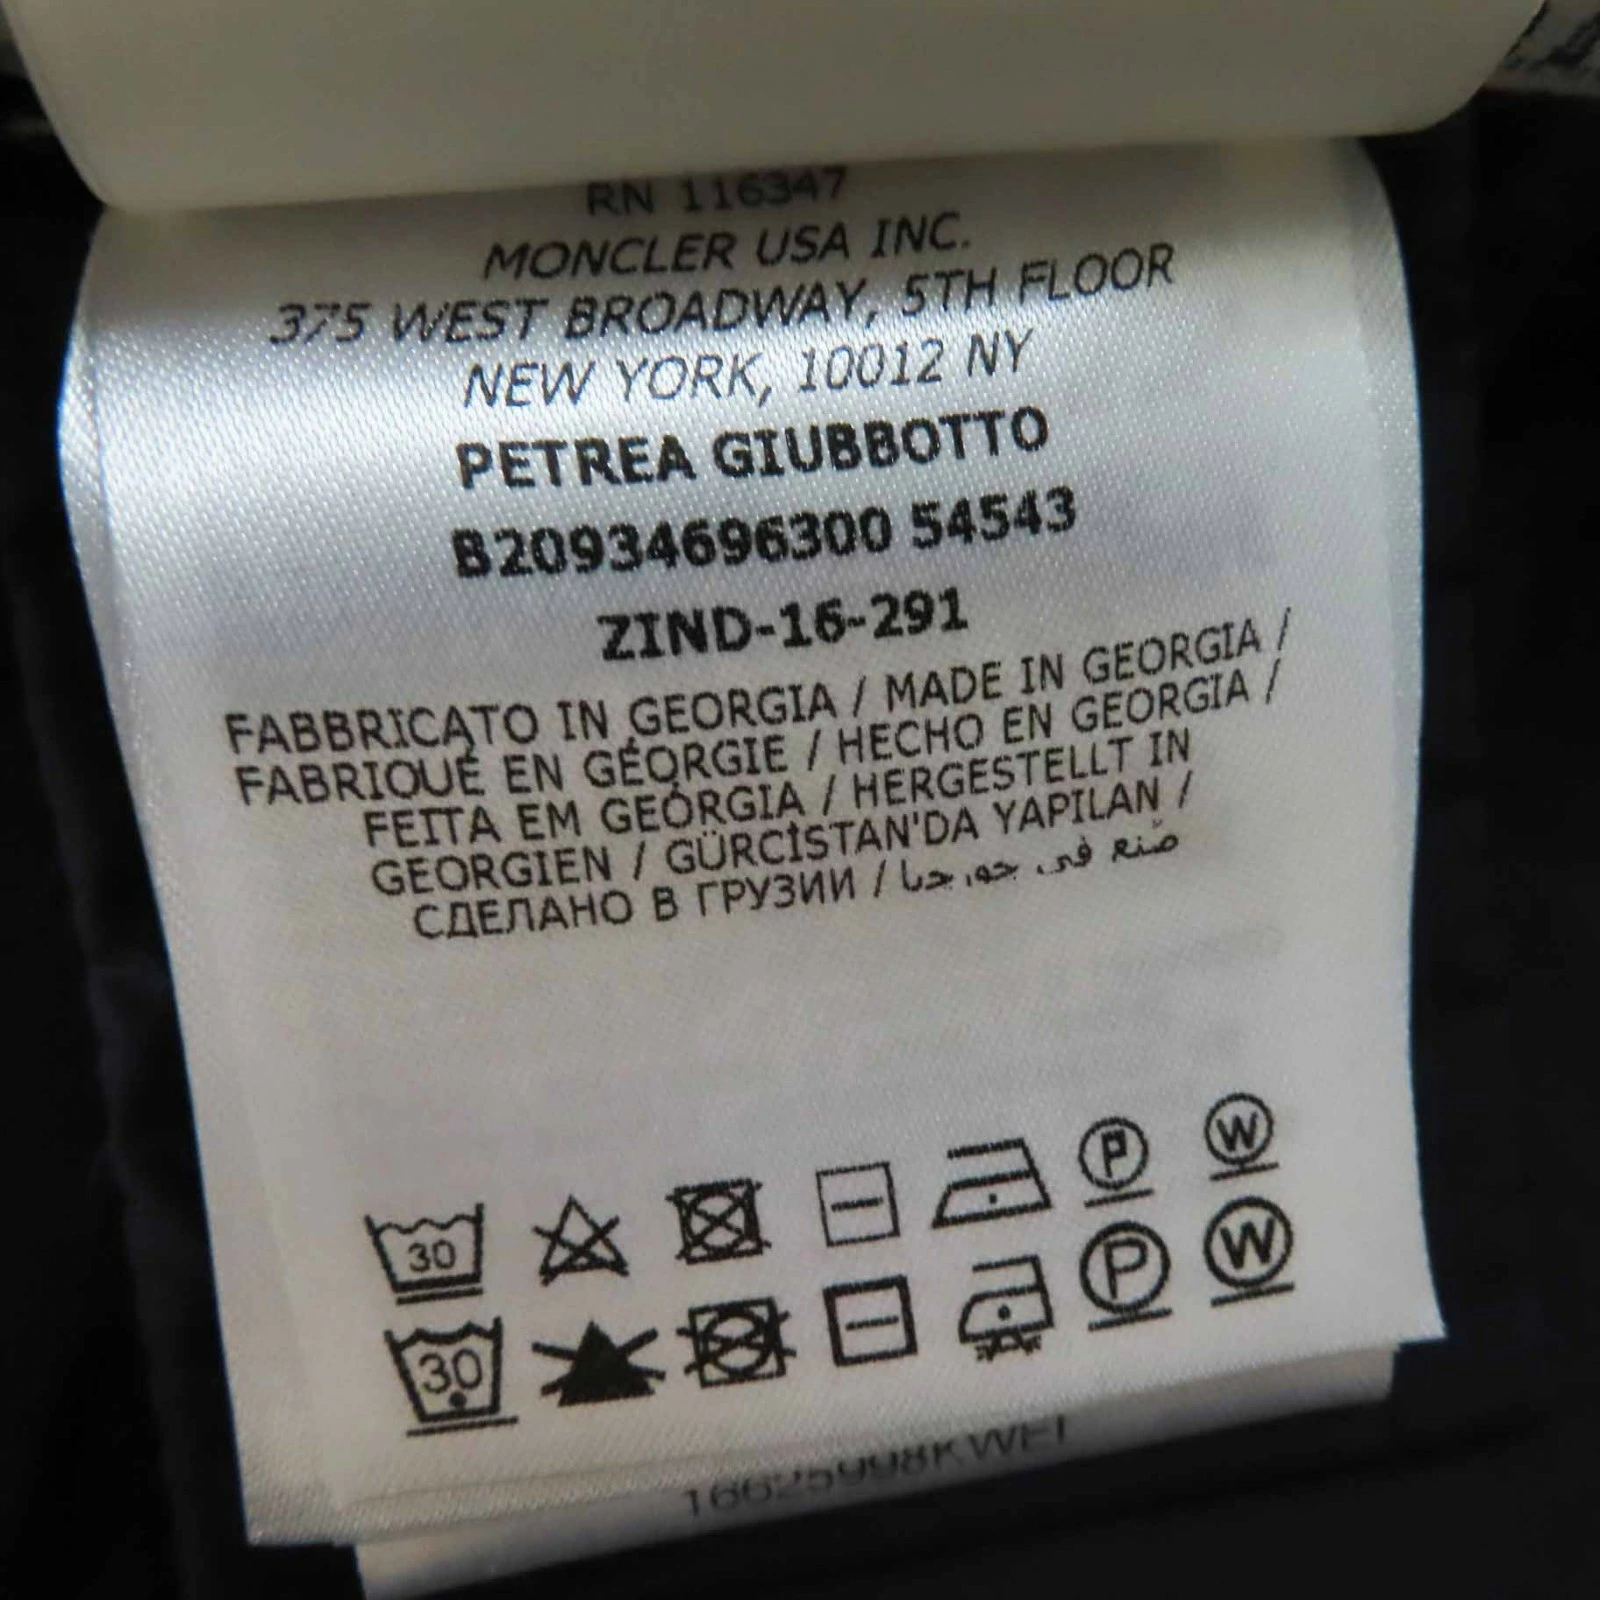 RN 116347
MONCLER USA INC.
375 WEST BROADWAY, 5TH FLOOR
NEW YORK, 10012 NY
PETREA GIUBBOTTO
B20934696300 54543
ZIND-16-291
FABBRICATO IN GEORGIA / MADE IN GEORGIA /
FABRIQUÉ EN GÉORGIE / HECHO EN GEORGIA /
FEITA EM GEÓRGIA / HERGESTELLT IN
GEORGIEN / GÜRCİSTAN'DA YAPILAN /
СДЕЛАНО В ГРУЗИИ / صنع في جورجيا
30 P W
30 P W